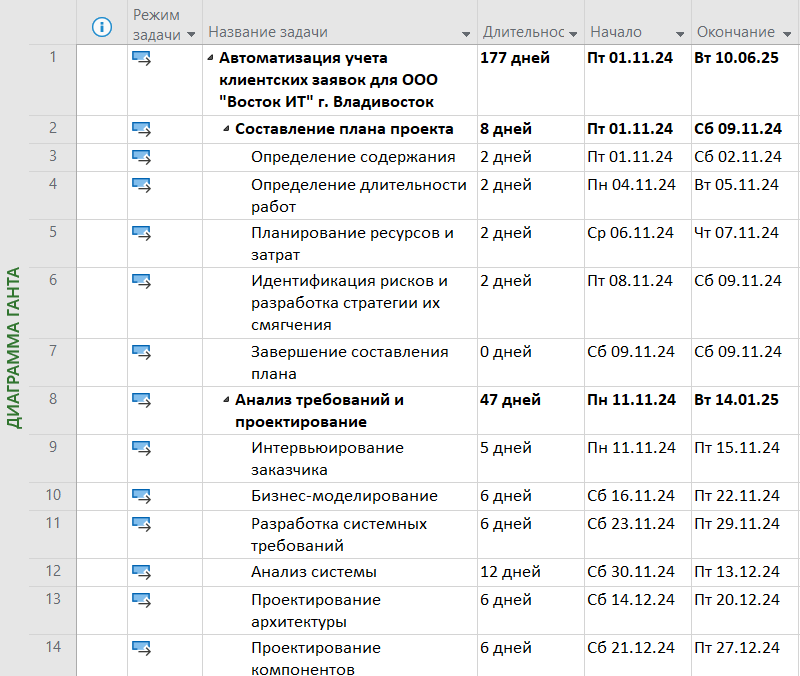 Режим задачи Название задачи Длительнос Начало Окончание
1 Автоматизация учета клиентских заявок для ООО "Восток ИТ" г. Владивосток 177 дней Пт 01.11.24 Вт 10.06.25
2 Составление плана проекта 8 дней Пт 01.11.24 Сб 09.11.24
3 Определение содержания 2 дней Пт 01.11.24 Сб 02.11.24
4 Определение длительности работ 2 дней Пн 04.11.24 Вт 05.11.24
5 Планирование ресурсов и затрат 2 дней Ср 06.11.24 Чт 07.11.24
6 Идентификация рисков и разработка стратегии их смягчения 2 дней Пт 08.11.24 Сб 09.11.24
7 Завершение составления плана 0 дней Сб 09.11.24 Сб 09.11.24
8 Анализ требований и проектирование 47 дней Пн 11.11.24 Вт 14.01.25
9 Интервьюирование заказчика 5 дней Пн 11.11.24 Пт 15.11.24
10 Бизнес-моделирование 6 дней Сб 16.11.24 Пт 22.11.24
11 Разработка системных требований 6 дней Сб 23.11.24 Пт 29.11.24
12 Анализ системы 12 дней Сб 30.11.24 Пт 13.12.24
13 Проектирование архитектуры 6 дней Сб 14.12.24 Пт 20.12.24
14 Проектирование компонентов 6 дней Сб 21.12.24 Пт 27.12.24
ДИАГРАММА ГАНТА